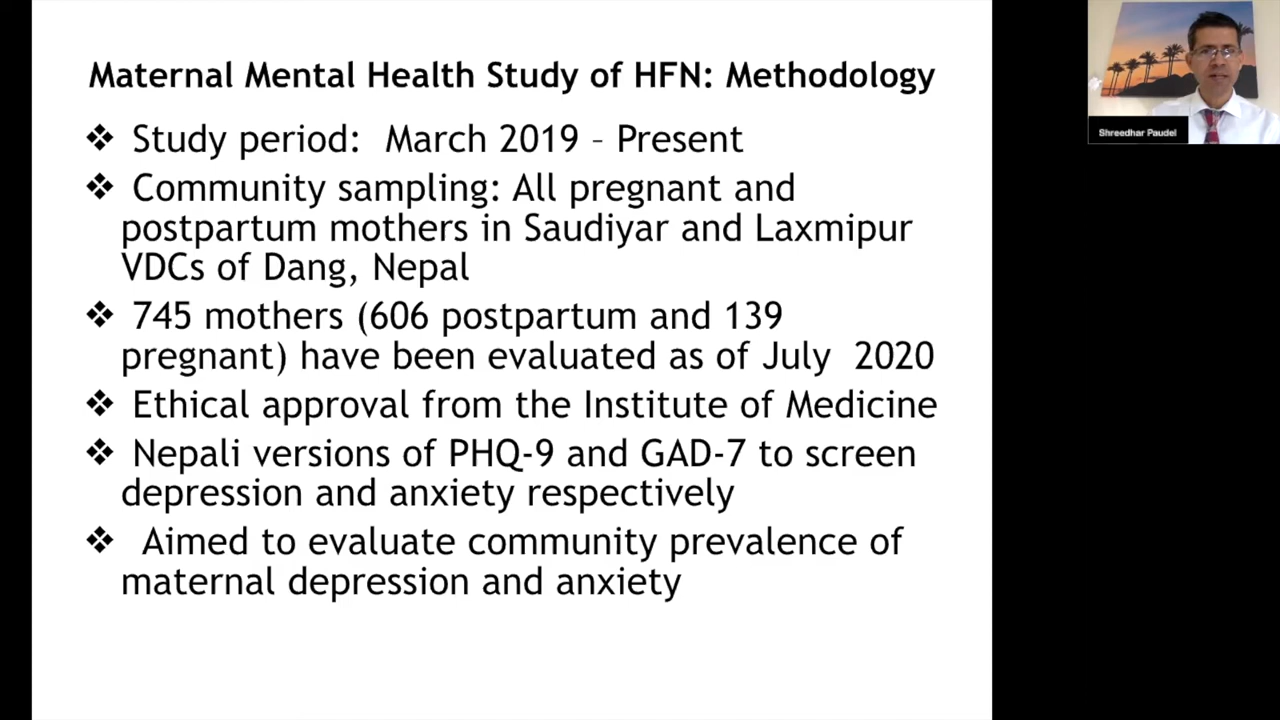 Maternal Mental Health Study of HFN: Methodology
❖ Study period: March 2019 – Present
❖ Community sampling: All pregnant and
postpartum mothers in Saudiyar and Laxmipur
VDCs of Dang, Nepal
❖ 745 mothers (606 postpartum and 139
pregnant) have been evaluated as of July 2020
❖ Ethical approval from the Institute of Medicine
❖ Nepali versions of PHQ-9 and GAD-7 to screen
depression and anxiety respectively
❖ Aimed to evaluate community prevalence of
maternal depression and anxiety
Shreedhar Paudel